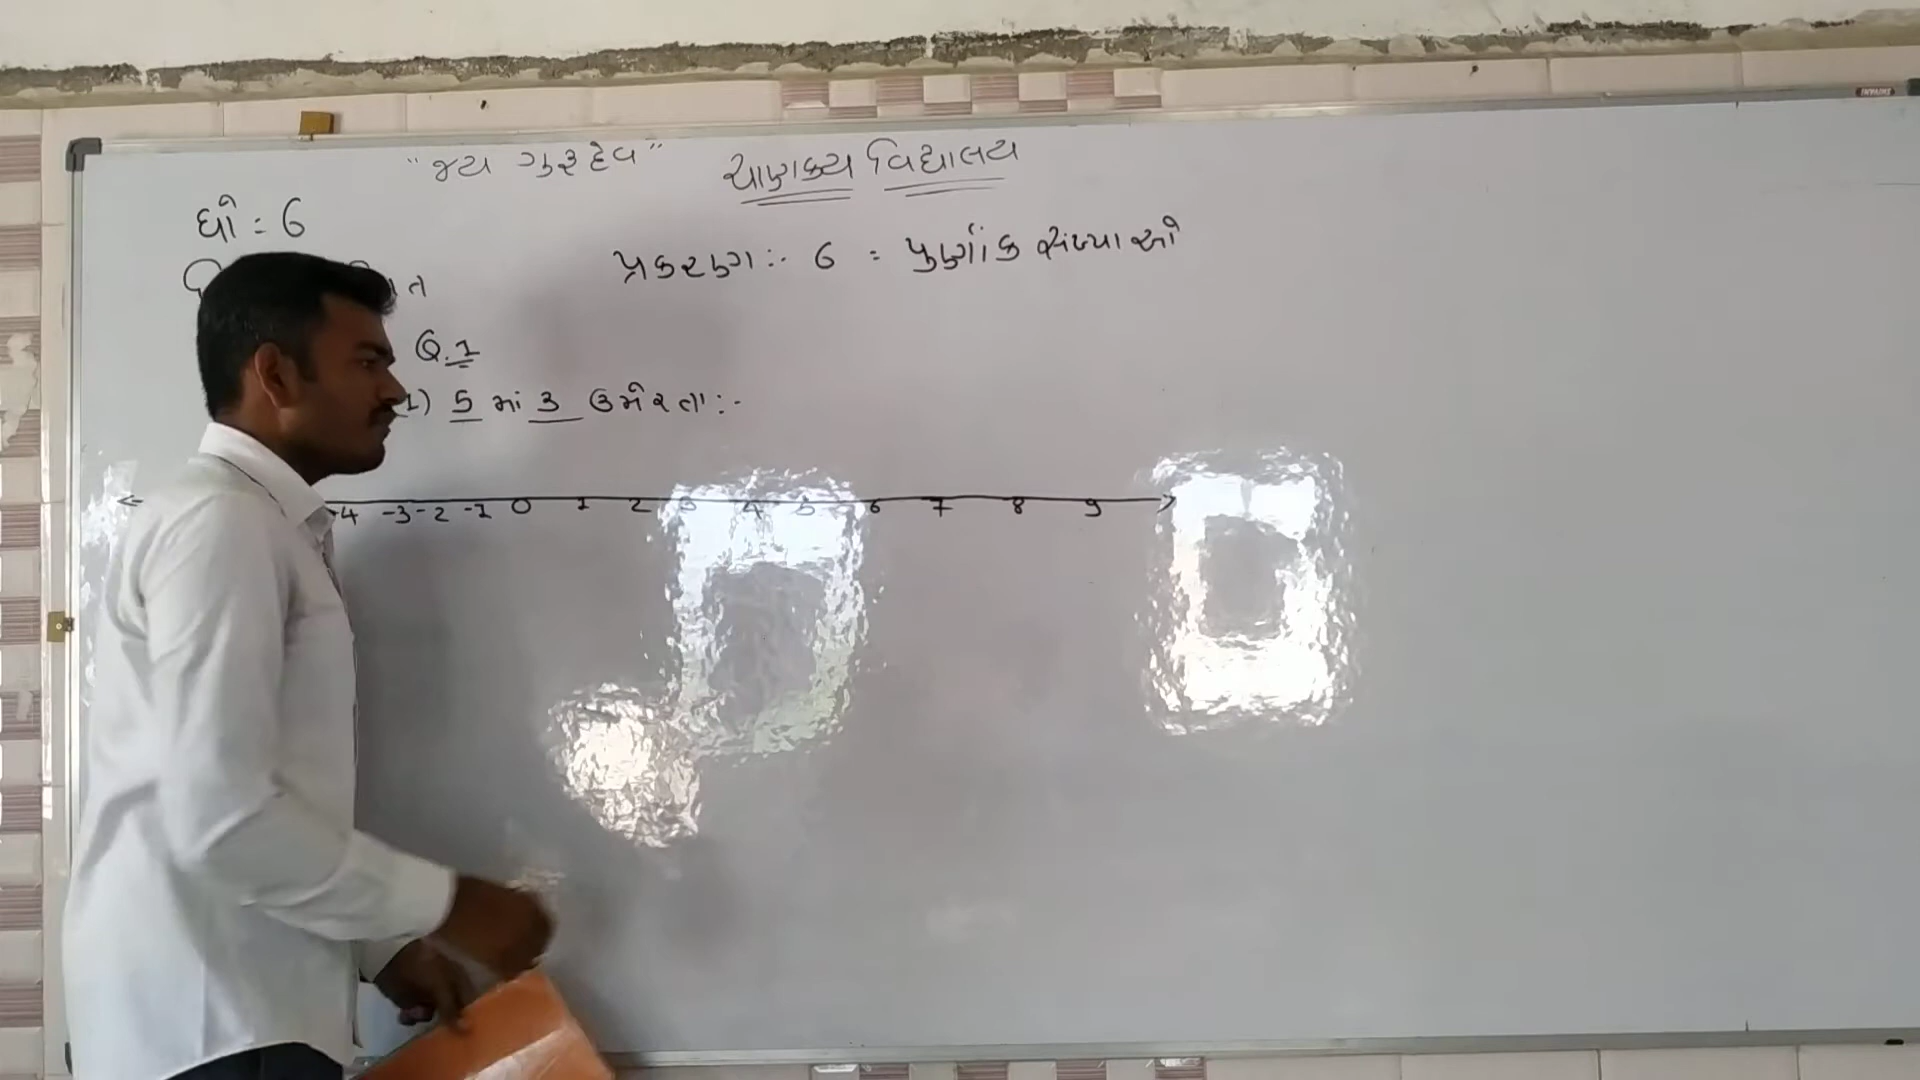 "જય ગુરૂદેવ" ચાણક્ય વિદ્યાલય
ધો : 6
પ્રકરણ :- 6 : પુર્ણાંક સંખ્યાઓ
Q.1
1) 5 માં 3 ઉમેરતા :-
-4 -3 -2 -1 0 1 2 3 4 5 6 7 8 9